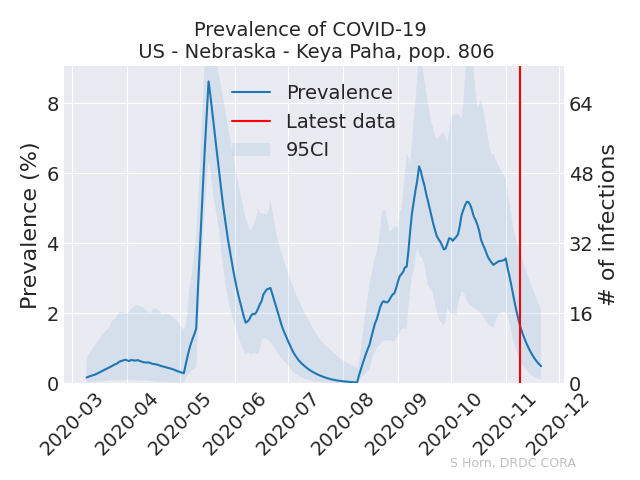 Prevalence of COVID-19
US - Nebraska - Keya Paha, pop. 806
Prevalence
Latest data
95CI
Prevalence (%)
8
6
4
2
0
# of infections
64
48
32
16
0
2020-03
2020-04
2020-05
2020-06
2020-07
2020-08
2020-09
2020-10
2020-11
2020-12
S Horn, DRDC CORA